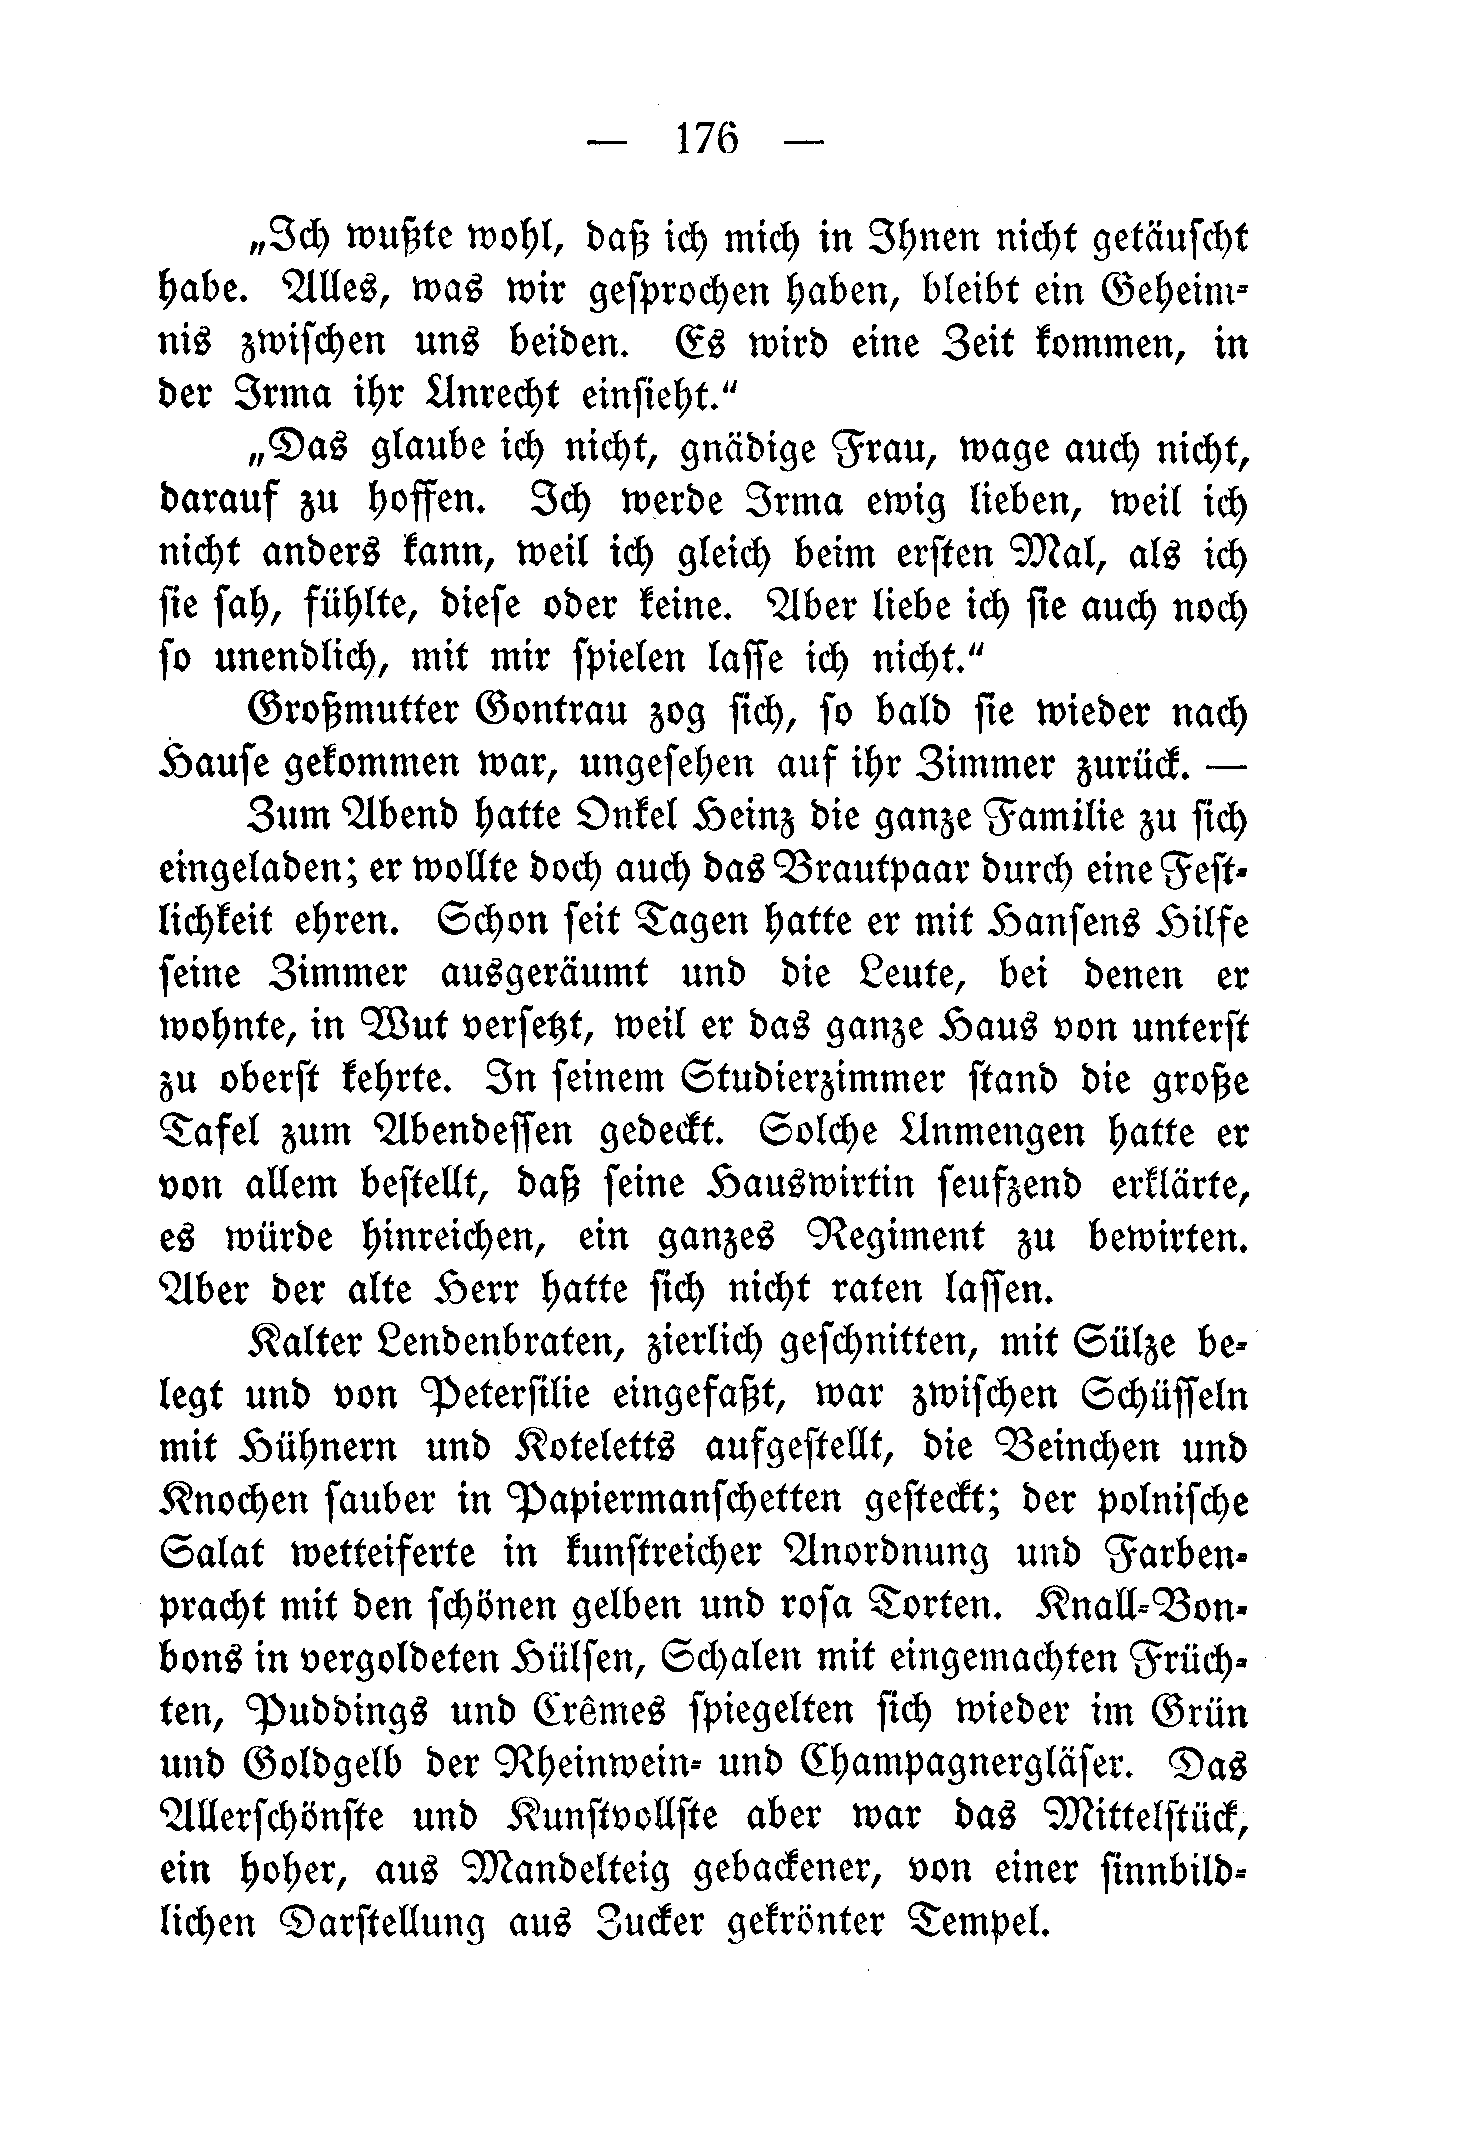 — 176 —
„Ich wußte wohl, daß ich mich in Ihnen nicht getäuscht
habe. Alles, was wir gesprochen haben, bleibt ein Geheim-
nis zwischen uns beiden. Es wird eine Zeit kommen, in
der Irma ihr Unrecht einsieht.“
„Das glaube ich nicht, gnädige Frau, wage auch nicht,
darauf zu hoffen. Ich werde Irma ewig lieben, weil ich
nicht anders kann, weil ich gleich beim ersten Mal, als ich
sie sah, fühlte, diese oder keine. Aber liebe ich sie auch noch
so unendlich, mit mir spielen lasse ich nicht.“
Großmutter Gontrau zog sich, so bald sie wieder nach
Hause gekommen war, ungesehen auf ihr Zimmer zurück. —
Zum Abend hatte Onkel Heinz die ganze Familie zu sich
eingeladen; er wollte doch auch das Brautpaar durch eine Fest-
lichkeit ehren. Schon seit Tagen hatte er mit Hansens Hilfe
seine Zimmer ausgeräumt und die Leute, bei denen er
wohnte, in Wut versetzt, weil er das ganze Haus von unterst
zu oberst kehrte. In seinem Studierzimmer stand die große
Tafel zum Abendessen gedeckt. Solche Unmengen hatte er
von allem bestellt, daß seine Hauswirtin seufzend erklärte,
es würde hinreichen, ein ganzes Regiment zu bewirten.
Aber der alte Herr hatte sich nicht raten lassen.
Kalter Lendenbraten, zierlich geschnitten, mit Sülze be-
legt und von Petersilie eingefaßt, war zwischen Schüsseln
mit Hühnern und Koteletts aufgestellt, die Beinchen und
Knochen sauber in Papiermanschetten gesteckt; der polnische
Salat wetteiferte in kunstreicher Anordnung und Farben-
pracht mit den schönen gelben und rosa Torten. Knall-Bon-
bons in vergoldeten Hülsen, Schalen mit eingemachten Früch-
ten, Puddings und Crêmes spiegelten sich wieder im Grün
und Goldgelb der Rheinwein- und Champagnergläser. Das
Allerschönste und Kunstvollste aber war das Mittelstück,
ein hoher, aus Mandelteig gebackener, von einer sinnbild-
lichen Darstellung aus Zucker gekrönter Tempel.